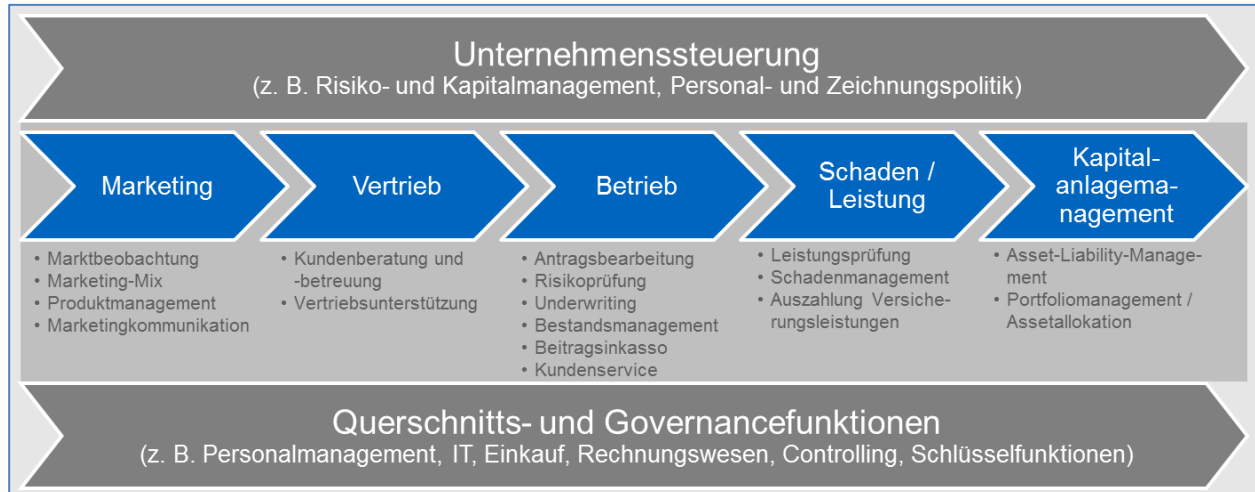 Unternehmenssteuerung
(z. B. Risiko- und Kapitalmanagement, Personal- und Zeichnungspolitik)
Marketing
• Marktbeobachtung
• Marketing-Mix
• Produktmanagement
• Marketingkommunikation
Vertrieb
• Kundenberatung und
-betreuung
• Vertriebsunterstützung
Betrieb
• Antragsbearbeitung
• Risikoprüfung
• Underwriting
• Bestandsmanagement
• Beitragsinkasso
• Kundenservice
Schaden /
Leistung
• Leistungsprüfung
• Schadenmanagement
• Auszahlung Versiche-
rungsleistungen
Kapital-
anlagema-
nagement
• Asset-Liability-Manage-
ment
• Portfoliomanagement /
Assetallokation
Querschnitts- und Governancefunktionen
(z. B. Personalmanagement, IT, Einkauf, Rechnungswesen, Controlling, Schlüsselfunktionen)